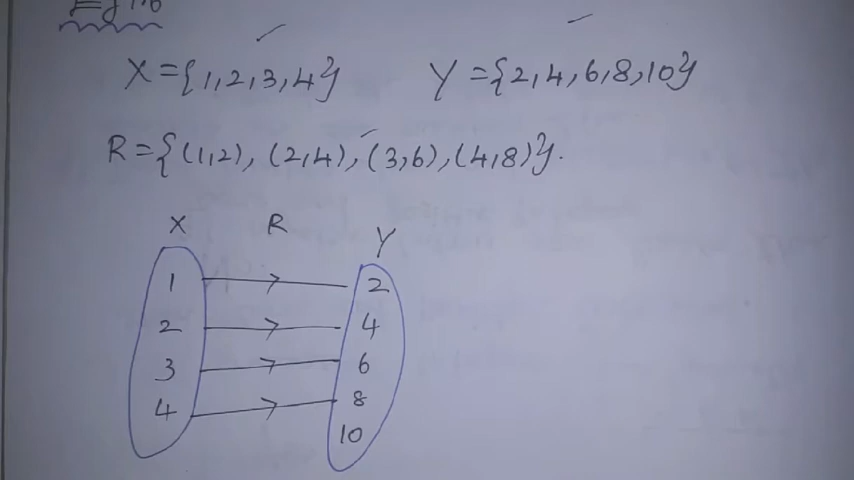 X = {1,2,3,4} Y = {2,4,6,8,10}
R = {(1,2), (2,4), (3,6), (4,8)}.
X R Y
1 2
2 4
3 6
4 8
10